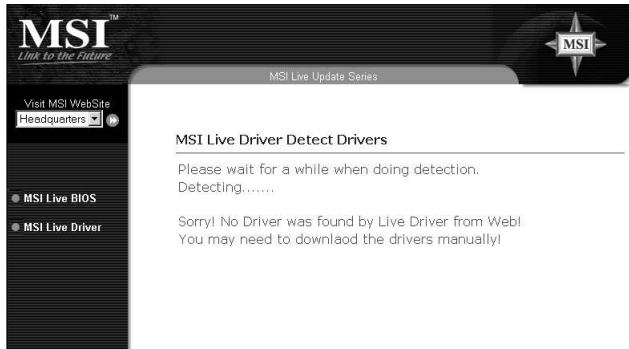 MSI™
Link to the Future
MSI
MSI Live Update Series
Visit MSI WebSite
Headquarters
MSI Live BIOS
MSI Live Driver
MSI Live Driver Detect Drivers
Please wait for a while when doing detection.
Detecting.......
Sorry! No Driver was found by Live Driver from Web!
You may need to downlaod the drivers manually!